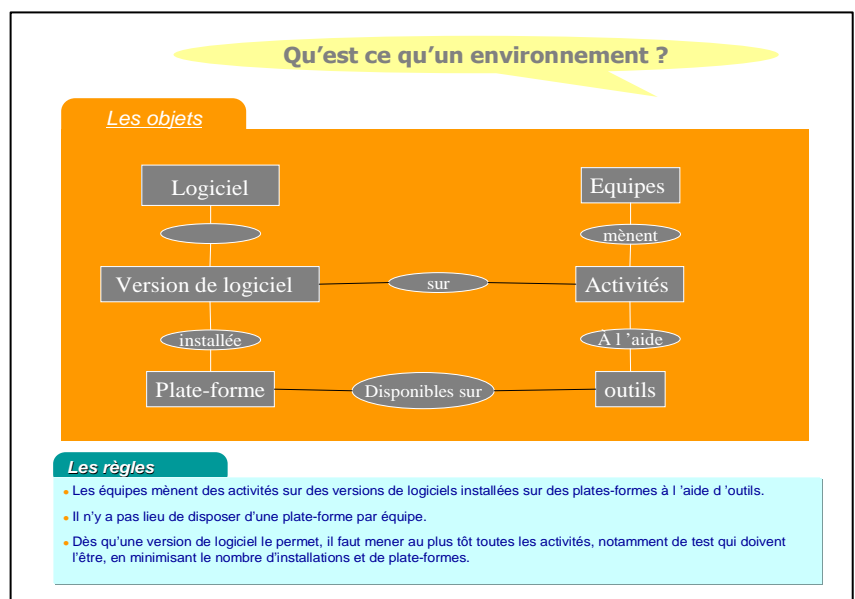 Qu'est ce qu'un environnement ?
Les objets
Logiciel
Equipes
mènent
Version de logiciel
sur
Activités
installée
À l ’aide
Plate-forme
Disponibles sur
outils
Les règles
• Les équipes mènent des activités sur des versions de logiciels installées sur des plates-formes à l ’aide d ’outils.
• Il n’y a pas lieu de disposer d’une plate-forme par équipe.
• Dès qu’une version de logiciel le permet, il faut mener au plus tôt toutes les activités, notamment de test qui doivent
l’être, en minimisant le nombre d’installations et de plate-formes.